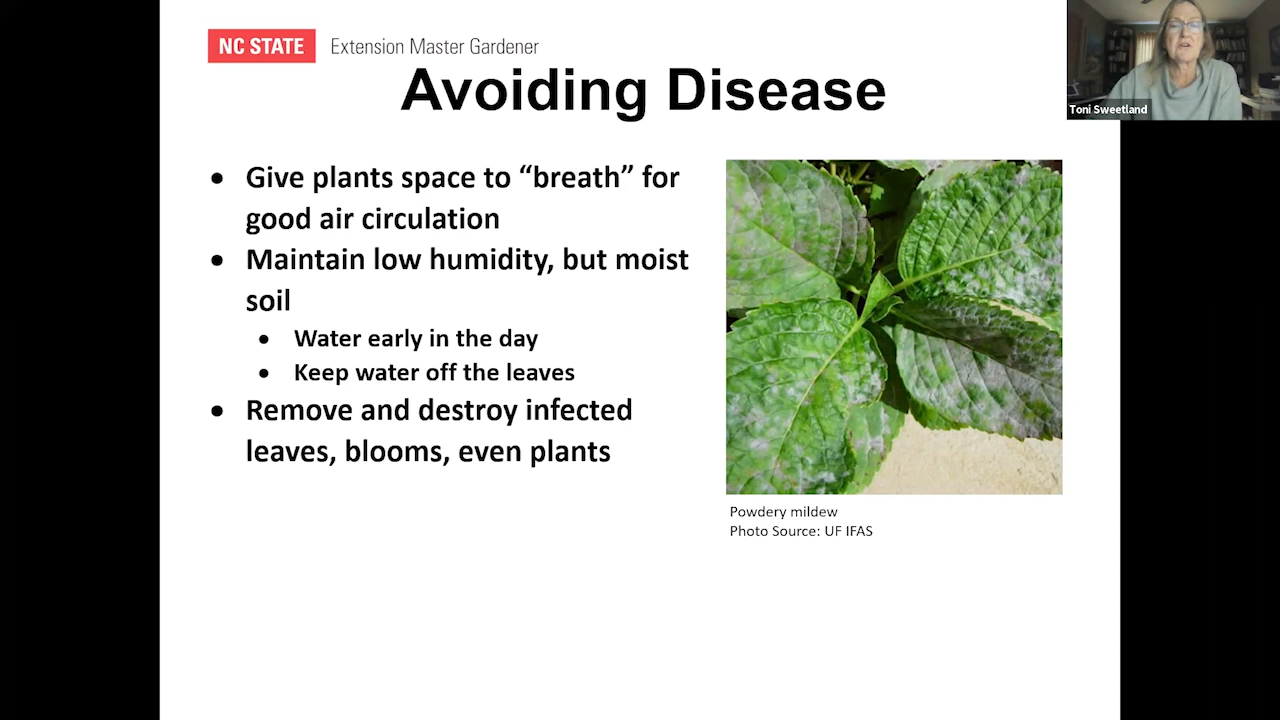 NC STATE Extension Master Gardener
Toni Sweetland
Avoiding Disease
• Give plants space to “breath” for
good air circulation
• Maintain low humidity, but moist
soil
• Water early in the day
• Keep water off the leaves
• Remove and destroy infected
leaves, blooms, even plants
Powdery mildew
Photo Source: UF IFAS